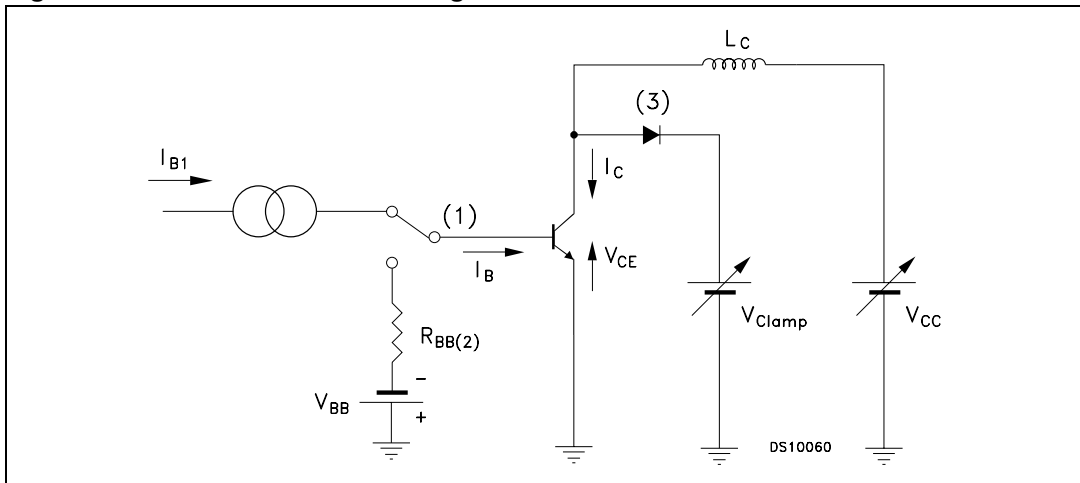 L_C
(3)
I_B1
I_C
(1)
I_B
V_CE
V_Clamp
V_CC
R_BB(2)
−
V_BB
+
DS10060